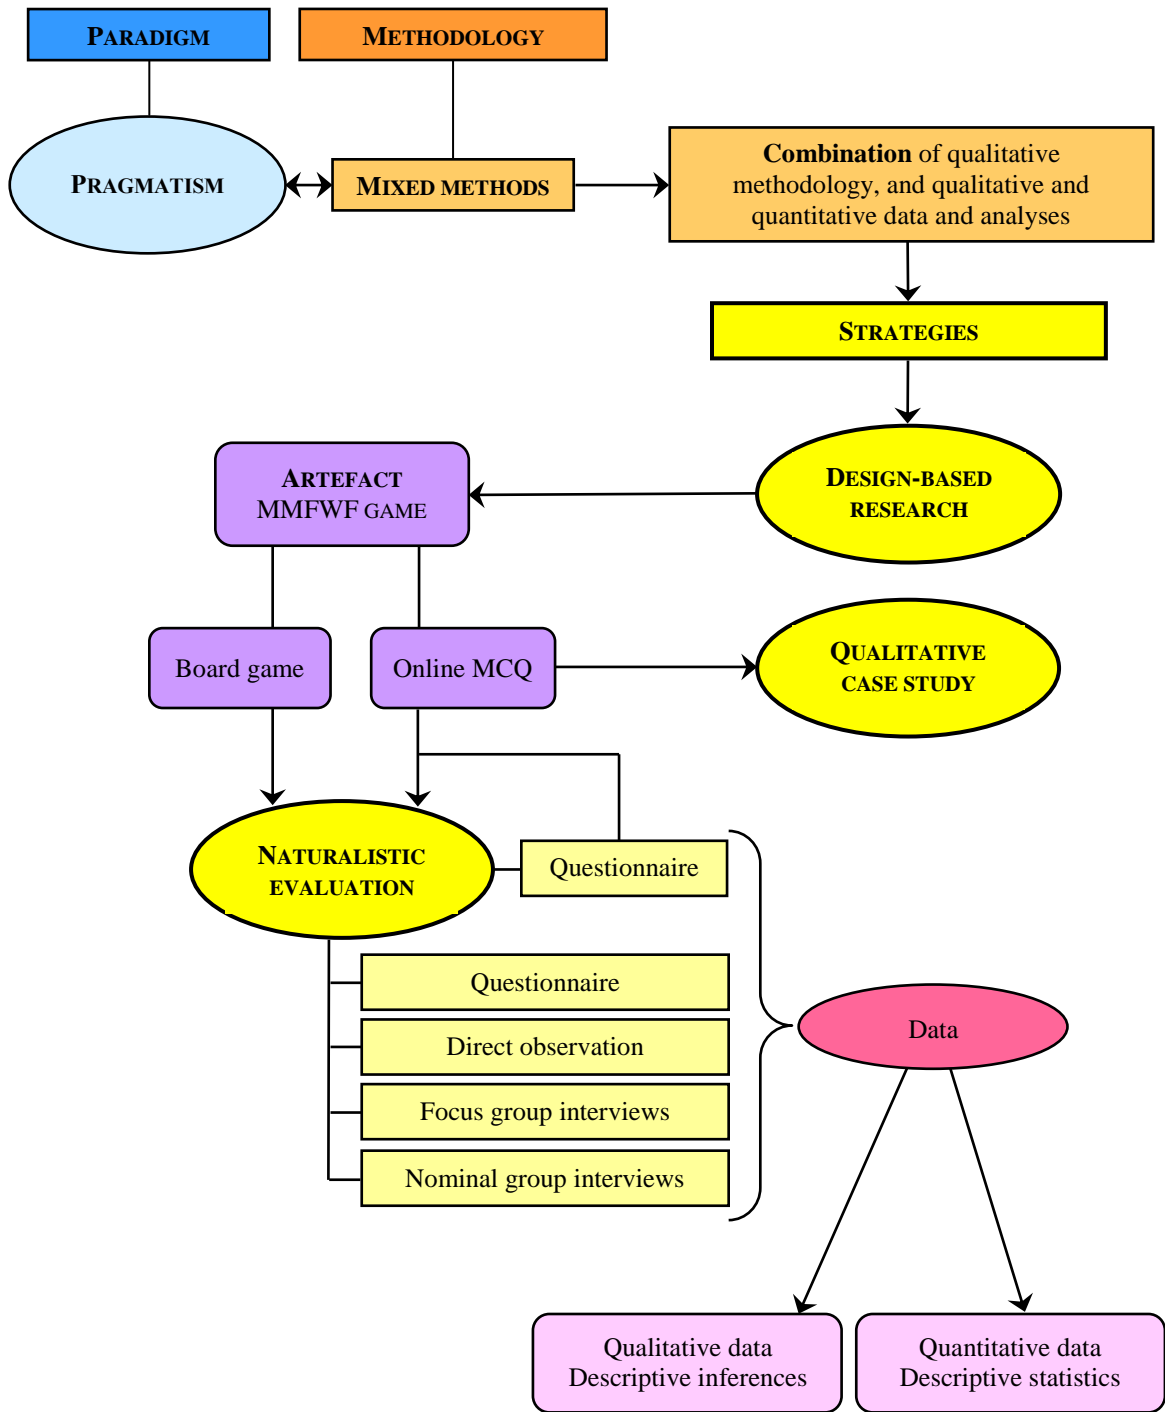 PARADIGM
METHODOLOGY
PRAGMATISM
MIXED METHODS
Combination of qualitative
methodology, and qualitative and
quantitative data and analyses
STRATEGIES
ARTEFACT
MMFWF GAME
DESIGN-BASED
RESEARCH
Board game
Online MCQ
QUALITATIVE
CASE STUDY
NATURALISTIC
EVALUATION
Questionnaire
Questionnaire
Direct observation
Focus group interviews
Nominal group interviews
Data
Qualitative data
Descriptive inferences
Quantitative data
Descriptive statistics